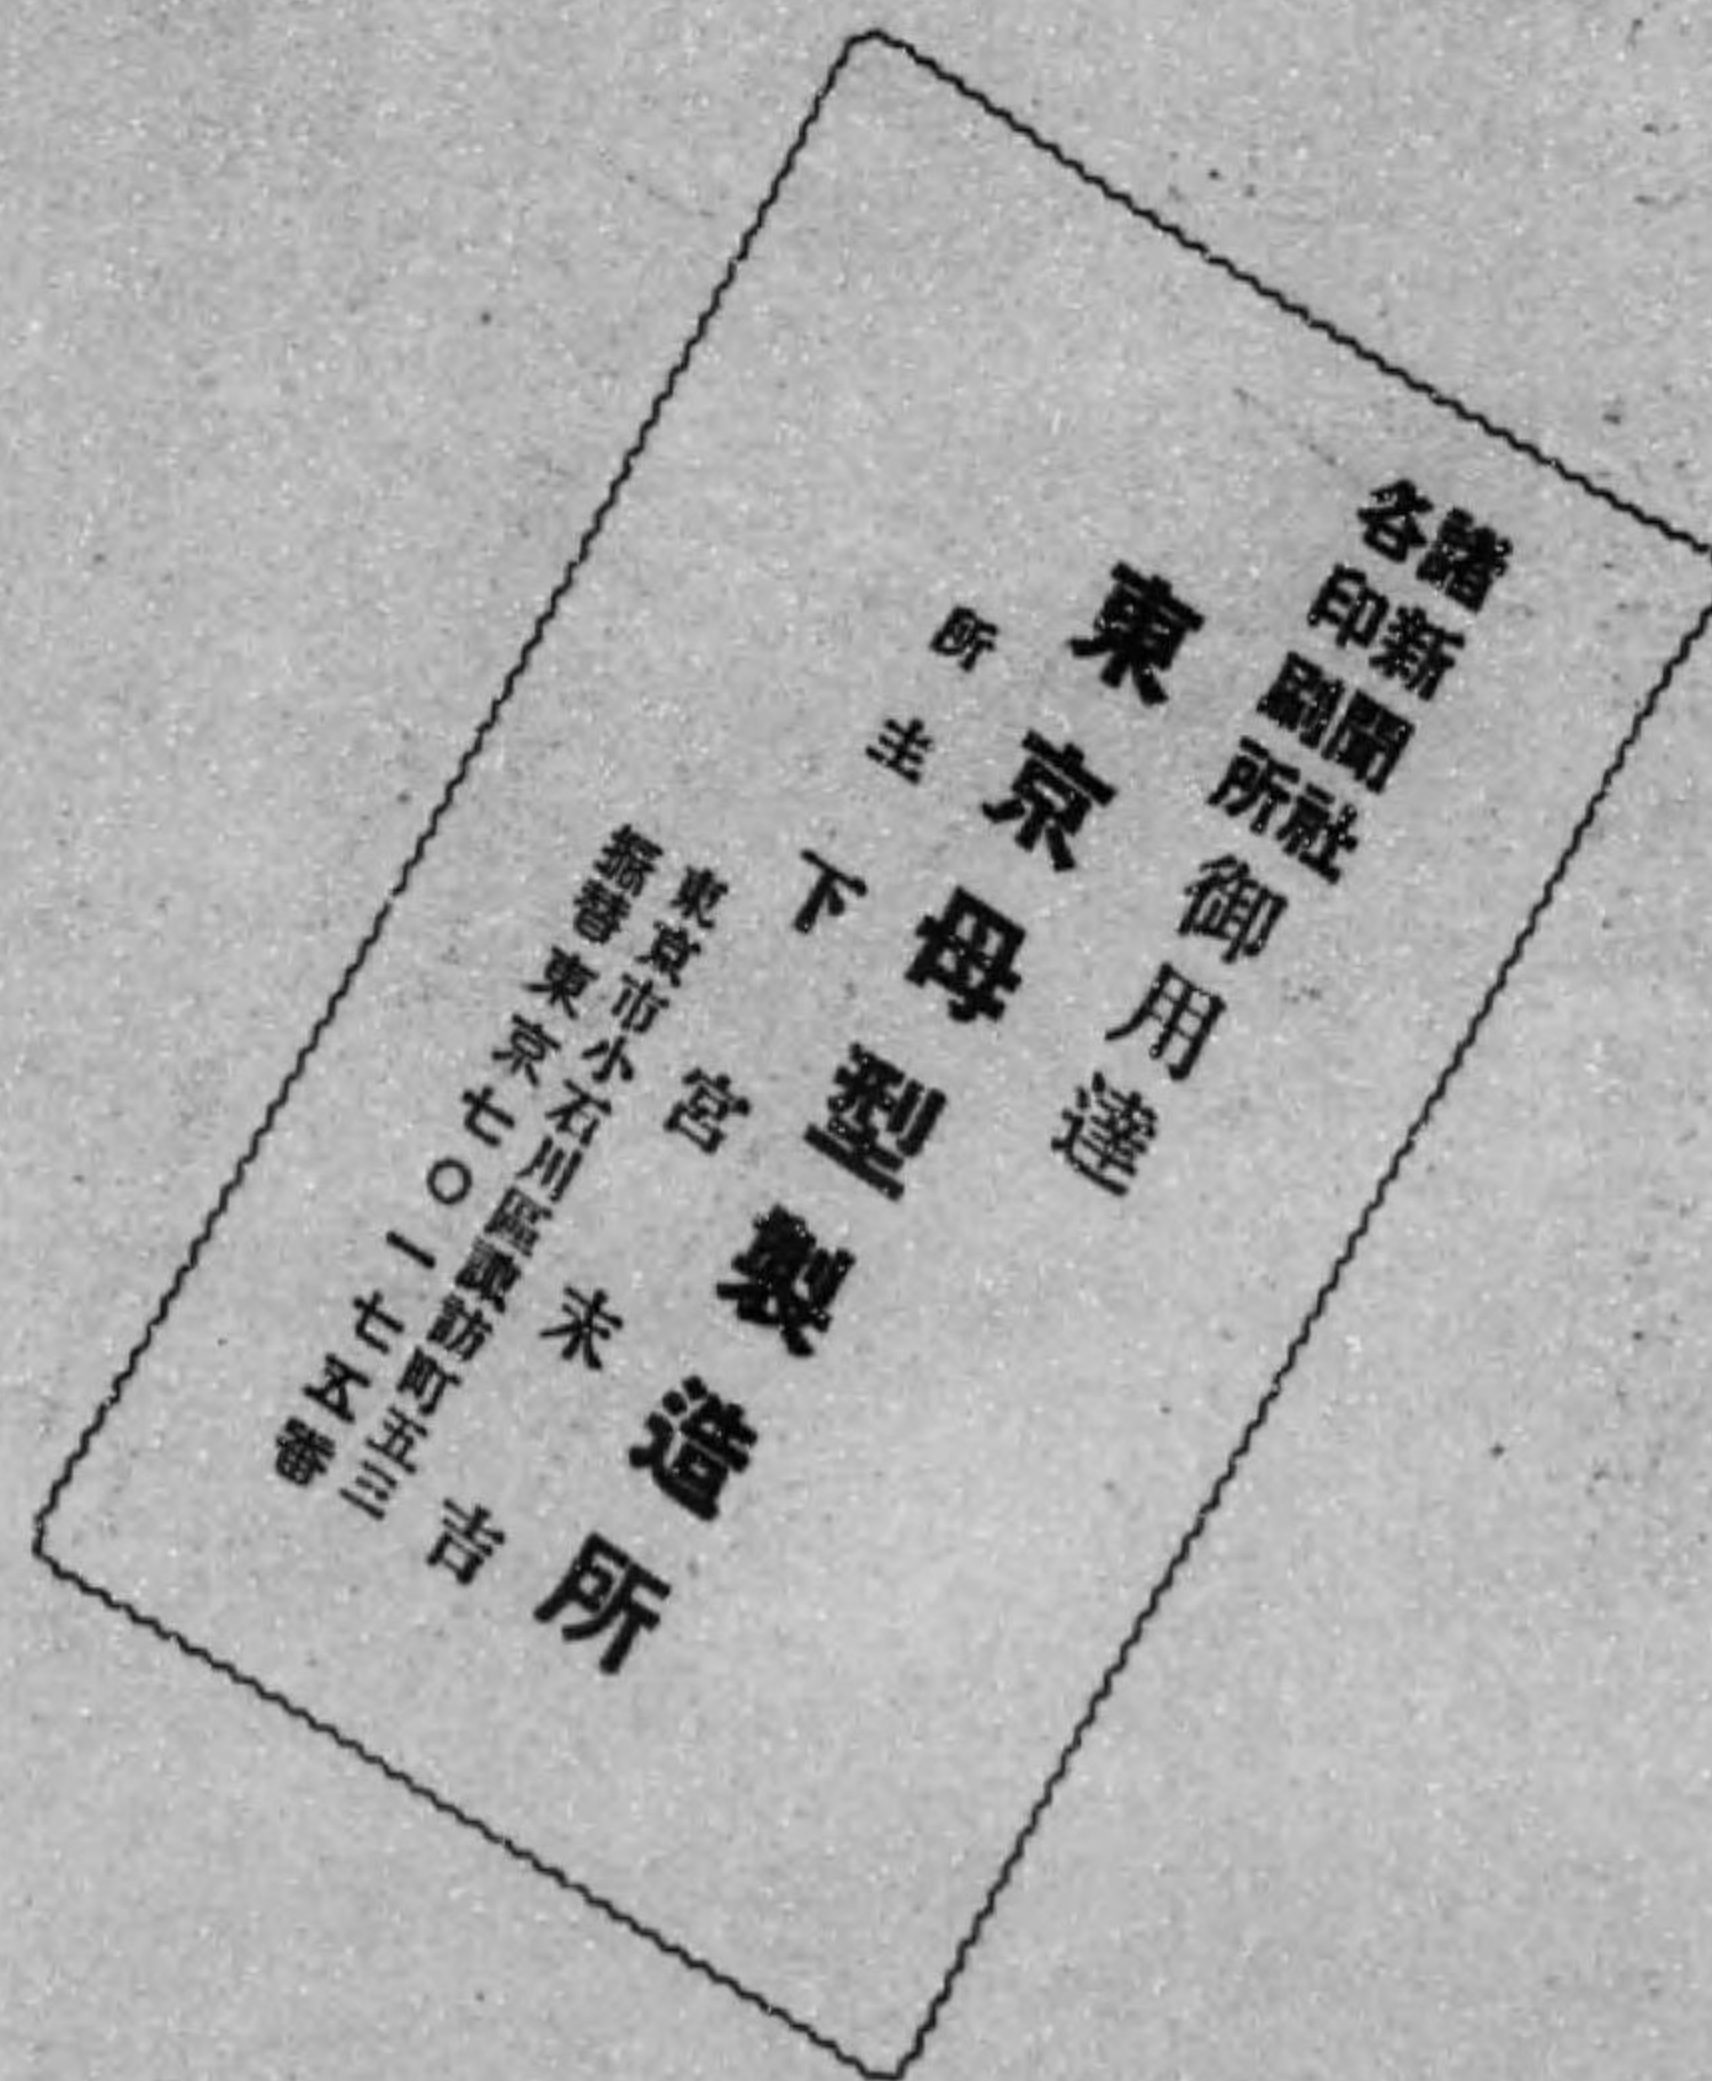 諸新聞社
各印刷所
御用達
東京母型製造所
所主 下宮末吉
東京市小石川區諏訪町五三
振替東京七〇一七五番